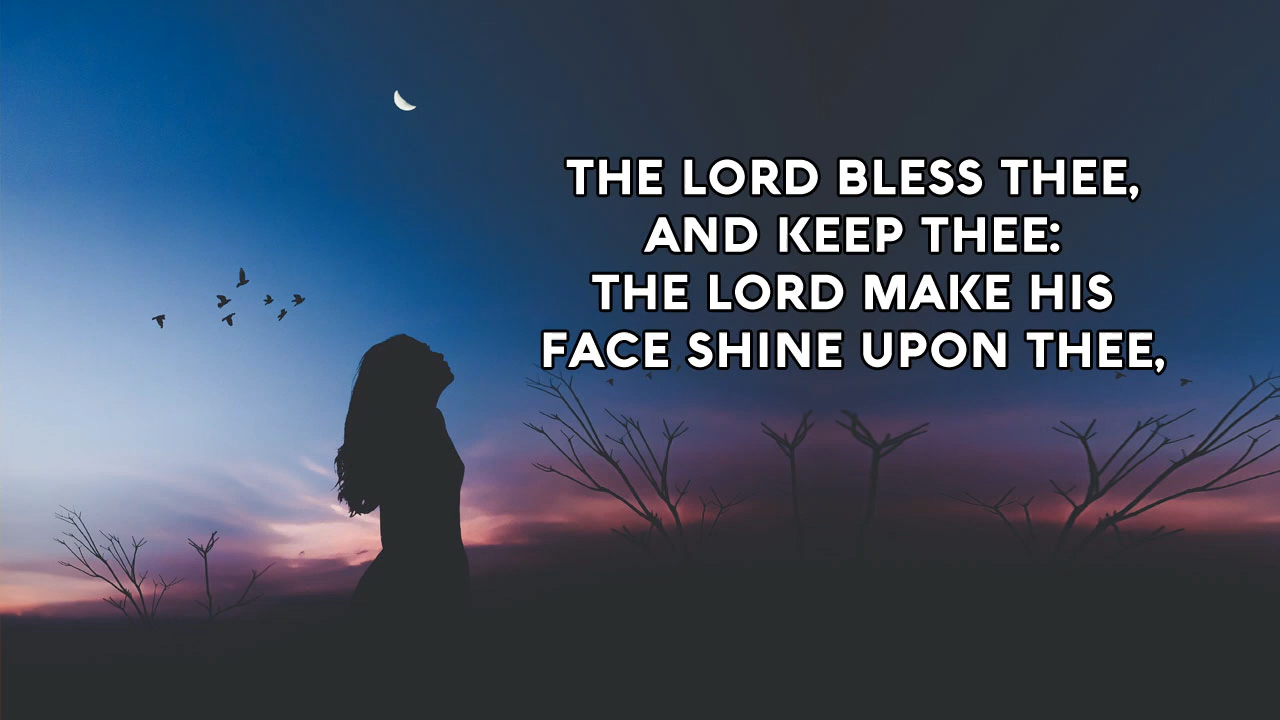 THE LORD BLESS THEE,
AND KEEP THEE:
THE LORD MAKE HIS
FACE SHINE UPON THEE,